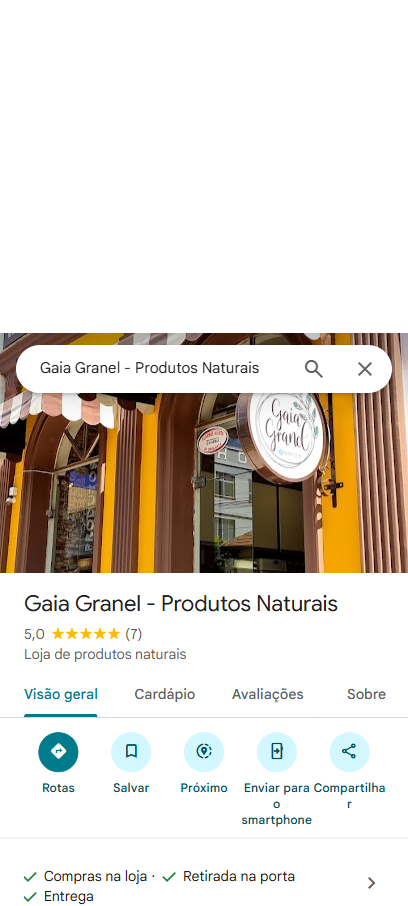 Gaia Granel - Produtos Naturais
Gaia
Granel
Gaia Granel - Produtos Naturais
5,0 (7)
Loja de produtos naturais
Visão geral Cardápio Avaliações Sobre
Rotas Salvar Próximo Enviar para o smartphone Compartilhar
Compras na loja · Retirada na porta
Entrega